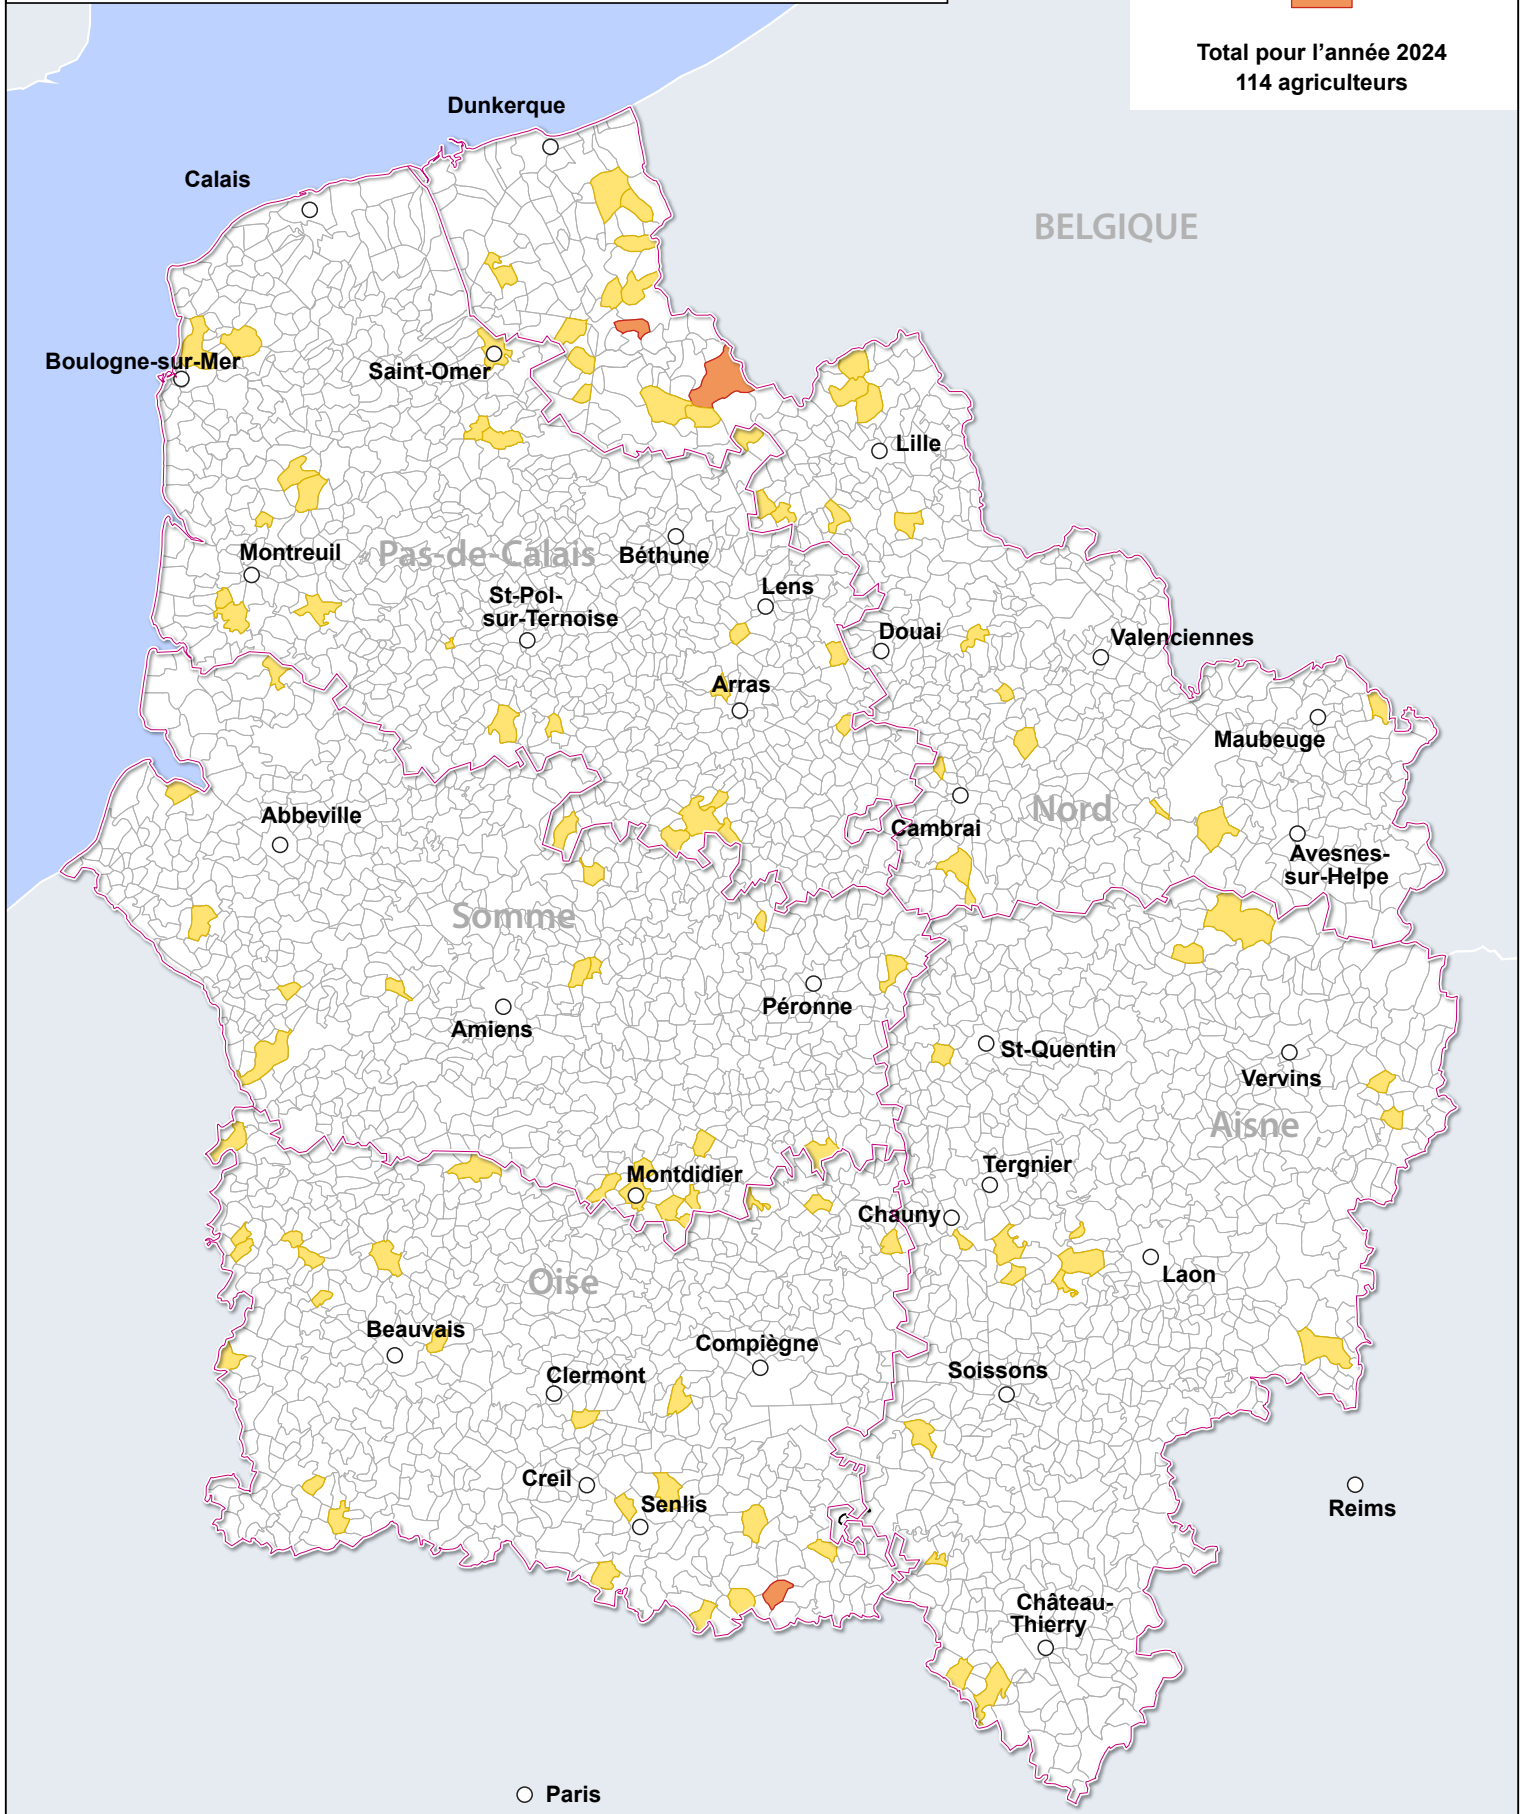 Total pour l'année 2024
114 agriculteurs
Dunkerque
Calais
BELGIQUE
Boulogne-sur-Mer
Saint-Omer
Lille
Montreuil
Pas-de-Calais
Béthune
Lens
St-Pol-
sur-Ternoise
Douai
Valenciennes
Arras
Maubeuge
Abbeville
Nord
Cambrai
Avesnes-
sur-Helpe
Somme
Péronne
Amiens
St-Quentin
Vervins
Aisne
Tergnier
Montdidier
Chauny
Laon
Oise
Beauvais
Compiègne
Clermont
Soissons
Creil
Senlis
Reims
Château-
Thierry
Paris